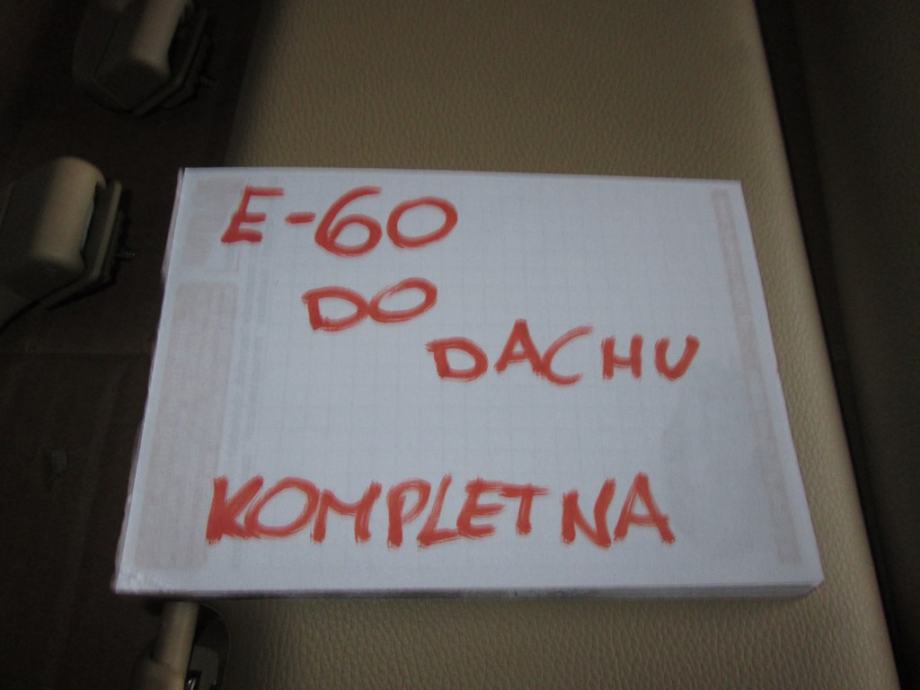 E-60
DO
DACHU
KOMPLETNA